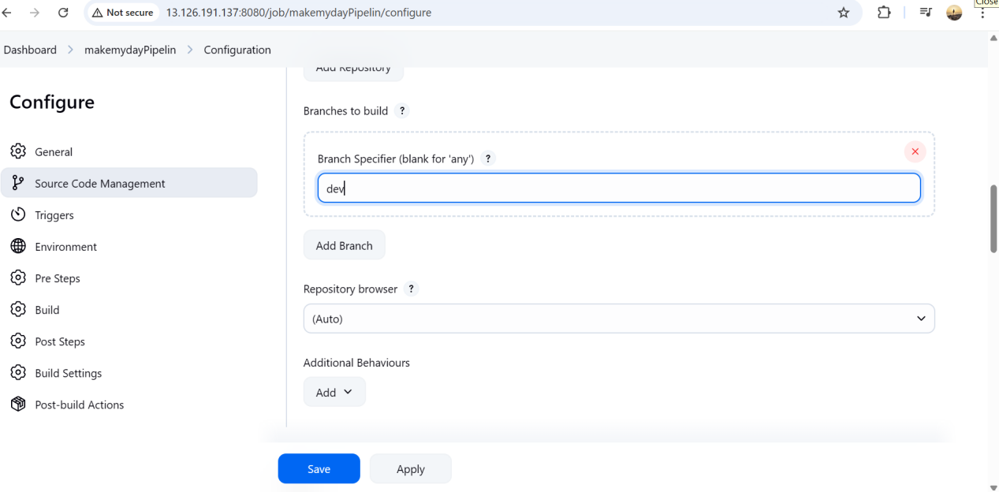 Close
Not secure
13.126.191.137:8080/job/makemydayPipelin/configure
Dashboard > makemydayPipelin > Configuration
Add Repository
Configure
General
Source Code Management
Triggers
Environment
Pre Steps
Build
Post Steps
Build Settings
Post-build Actions
Branches to build ?
Branch Specifier (blank for 'any') ?
dev
Add Branch
Repository browser ?
(Auto)
Additional Behaviours
Add
Save
Apply